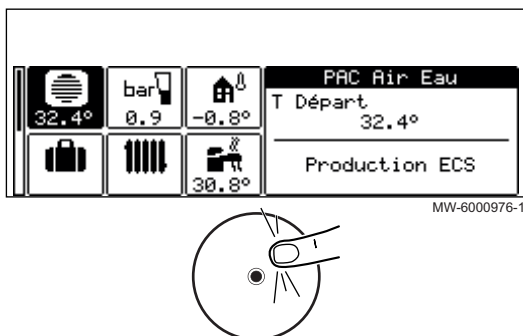 PAC Air Eau
32.4°
bar
0.9
-0.8°
T Départ
32.4°
30.8°
Production ECS
MW-6000976-1